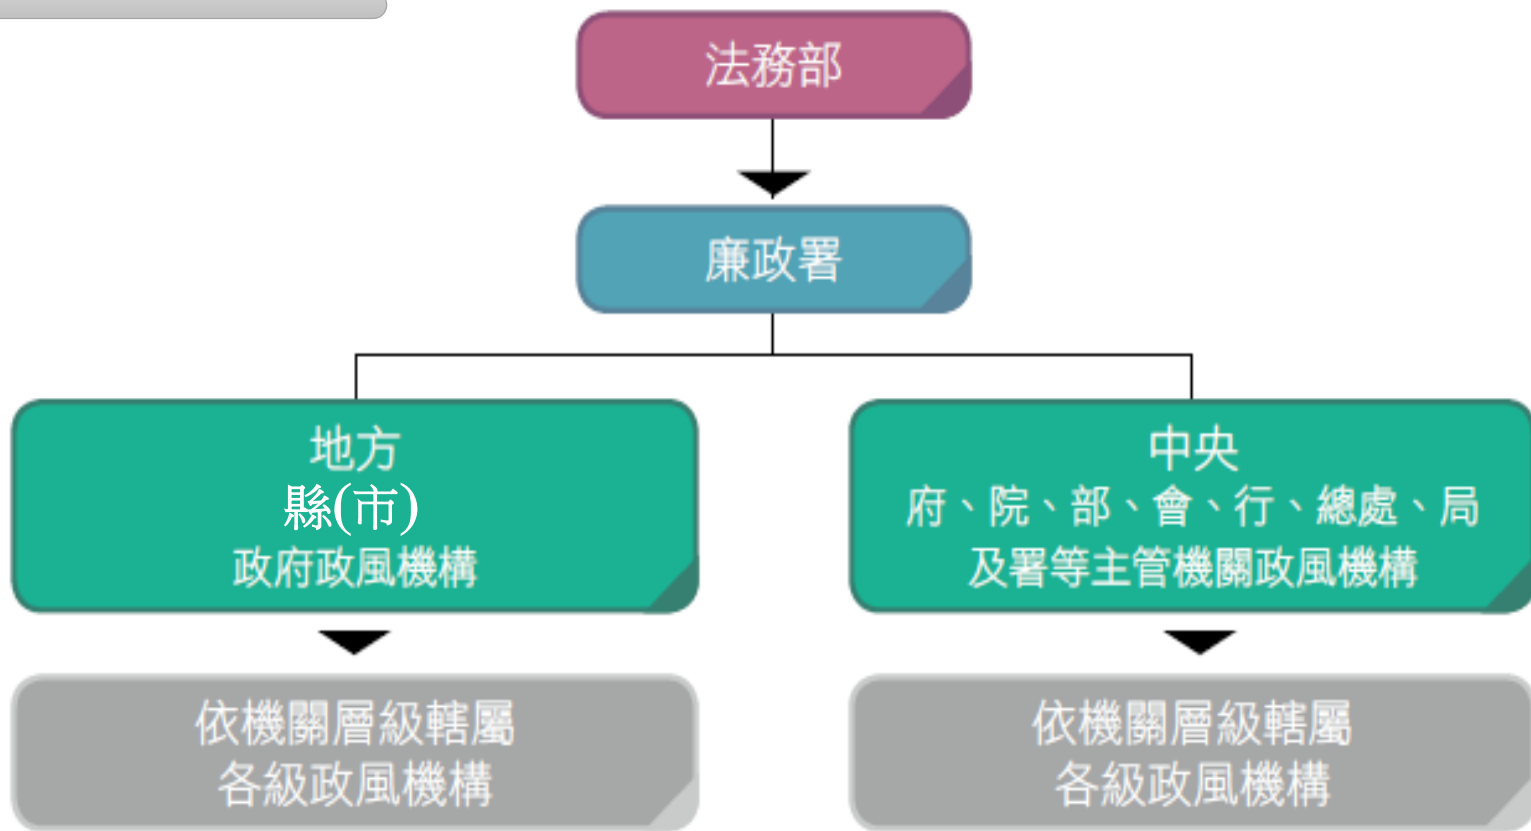 法務部
廉政署
地方
縣(市)
政府政風機構
中央
府、院、部、會、行、總處、局
及署等主管機關政風機構
依機關層級轄屬
各級政風機構
依機關層級轄屬
各級政風機構